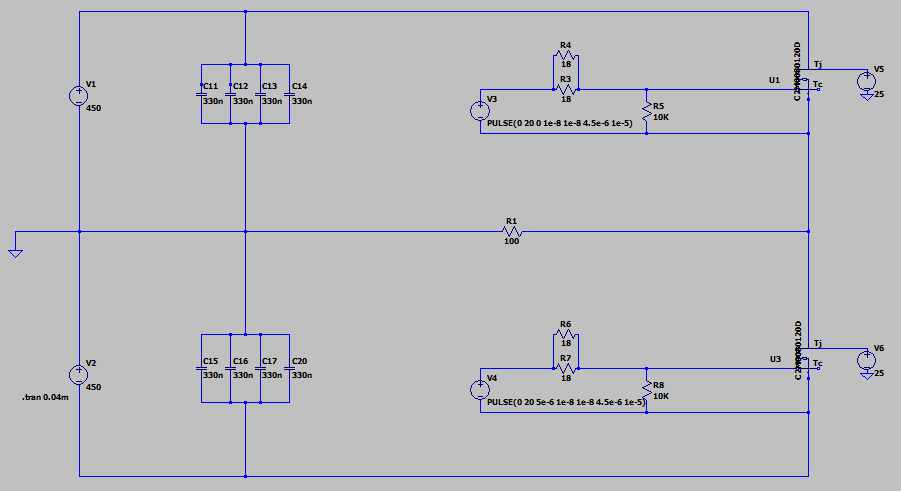 V1
450
C11
330n
C12
330n
C13
330n
C14
330n
R4
18
R3
18
V3
PULSE(0 20 0 1e-8 1e-8 4.5e-6 1e-5)
R5
10K
U1
Tj
Tc
V5
25
R1
100
V2
450
.tran 0.04m
C15
330n
C16
330n
C17
330n
C20
330n
R6
18
R7
18
V4
PULSE(0 20 5e-6 1e-8 1e-8 4.5e-6 1e-5)
R8
10K
U3
Tj
Tc
V6
25